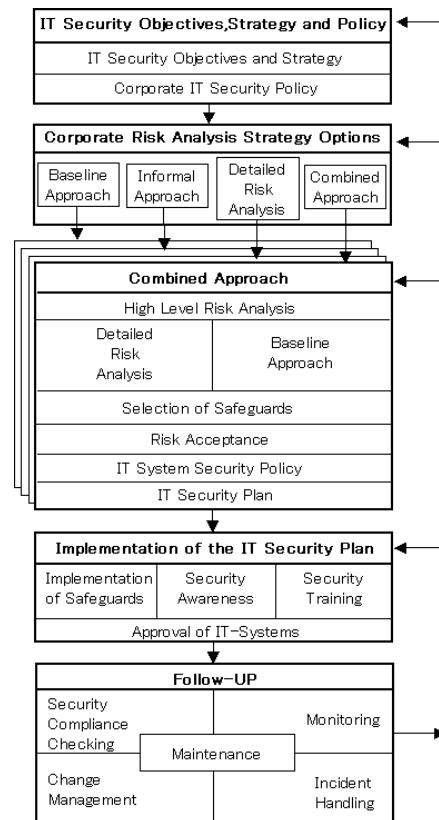 IT Security Objectives,Strategy and Policy
IT Security Objectives and Strategy
Corporate IT Security Policy
Corporate Risk Analysis Strategy Options
Baseline
Approach
Informal
Approach
Detailed
Risk
Analysis
Combined
Approach
Combined Approach
High Level Risk Analysis
Detailed
Risk
Analysis
Baseline
Approach
Selection of Safeguards
Risk Acceptance
IT System Security Policy
IT Security Plan
Implementation of the IT Security Plan
Implementation
of Safeguards
Security
Awareness
Security
Training
Approval of IT-Systems
Follow-UP
Security
Compliance
Checking
Monitoring
Maintenance
Change
Management
Incident
Handling